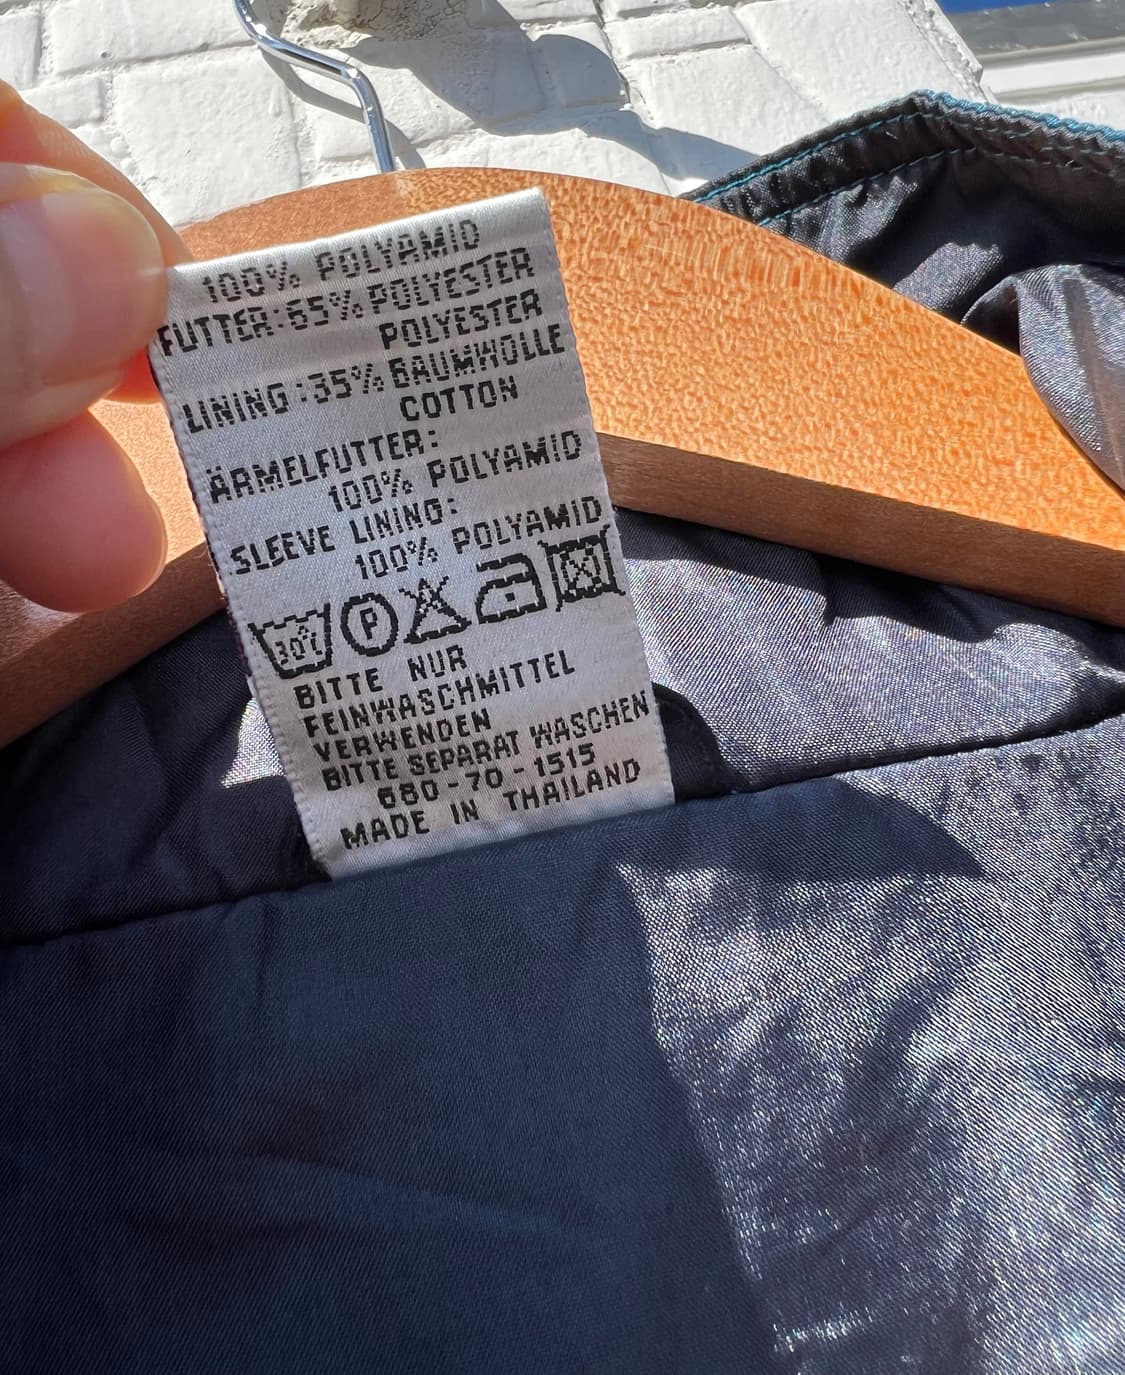 100% POLYAMID
FUTTER:65% POLYESTER
POLYESTER
LINING:35% BAUMWOLLE
COTTON
ÄRMELFUTTER:
100% POLYAMID
SLEEVE LINING:
100% POLYAMID
30°C P
BITTE NUR
FEINWASCHMITTEL
VERWENDEN
BITTE SEPARAT WASCHEN
680-70-1515
MADE IN THAILAND